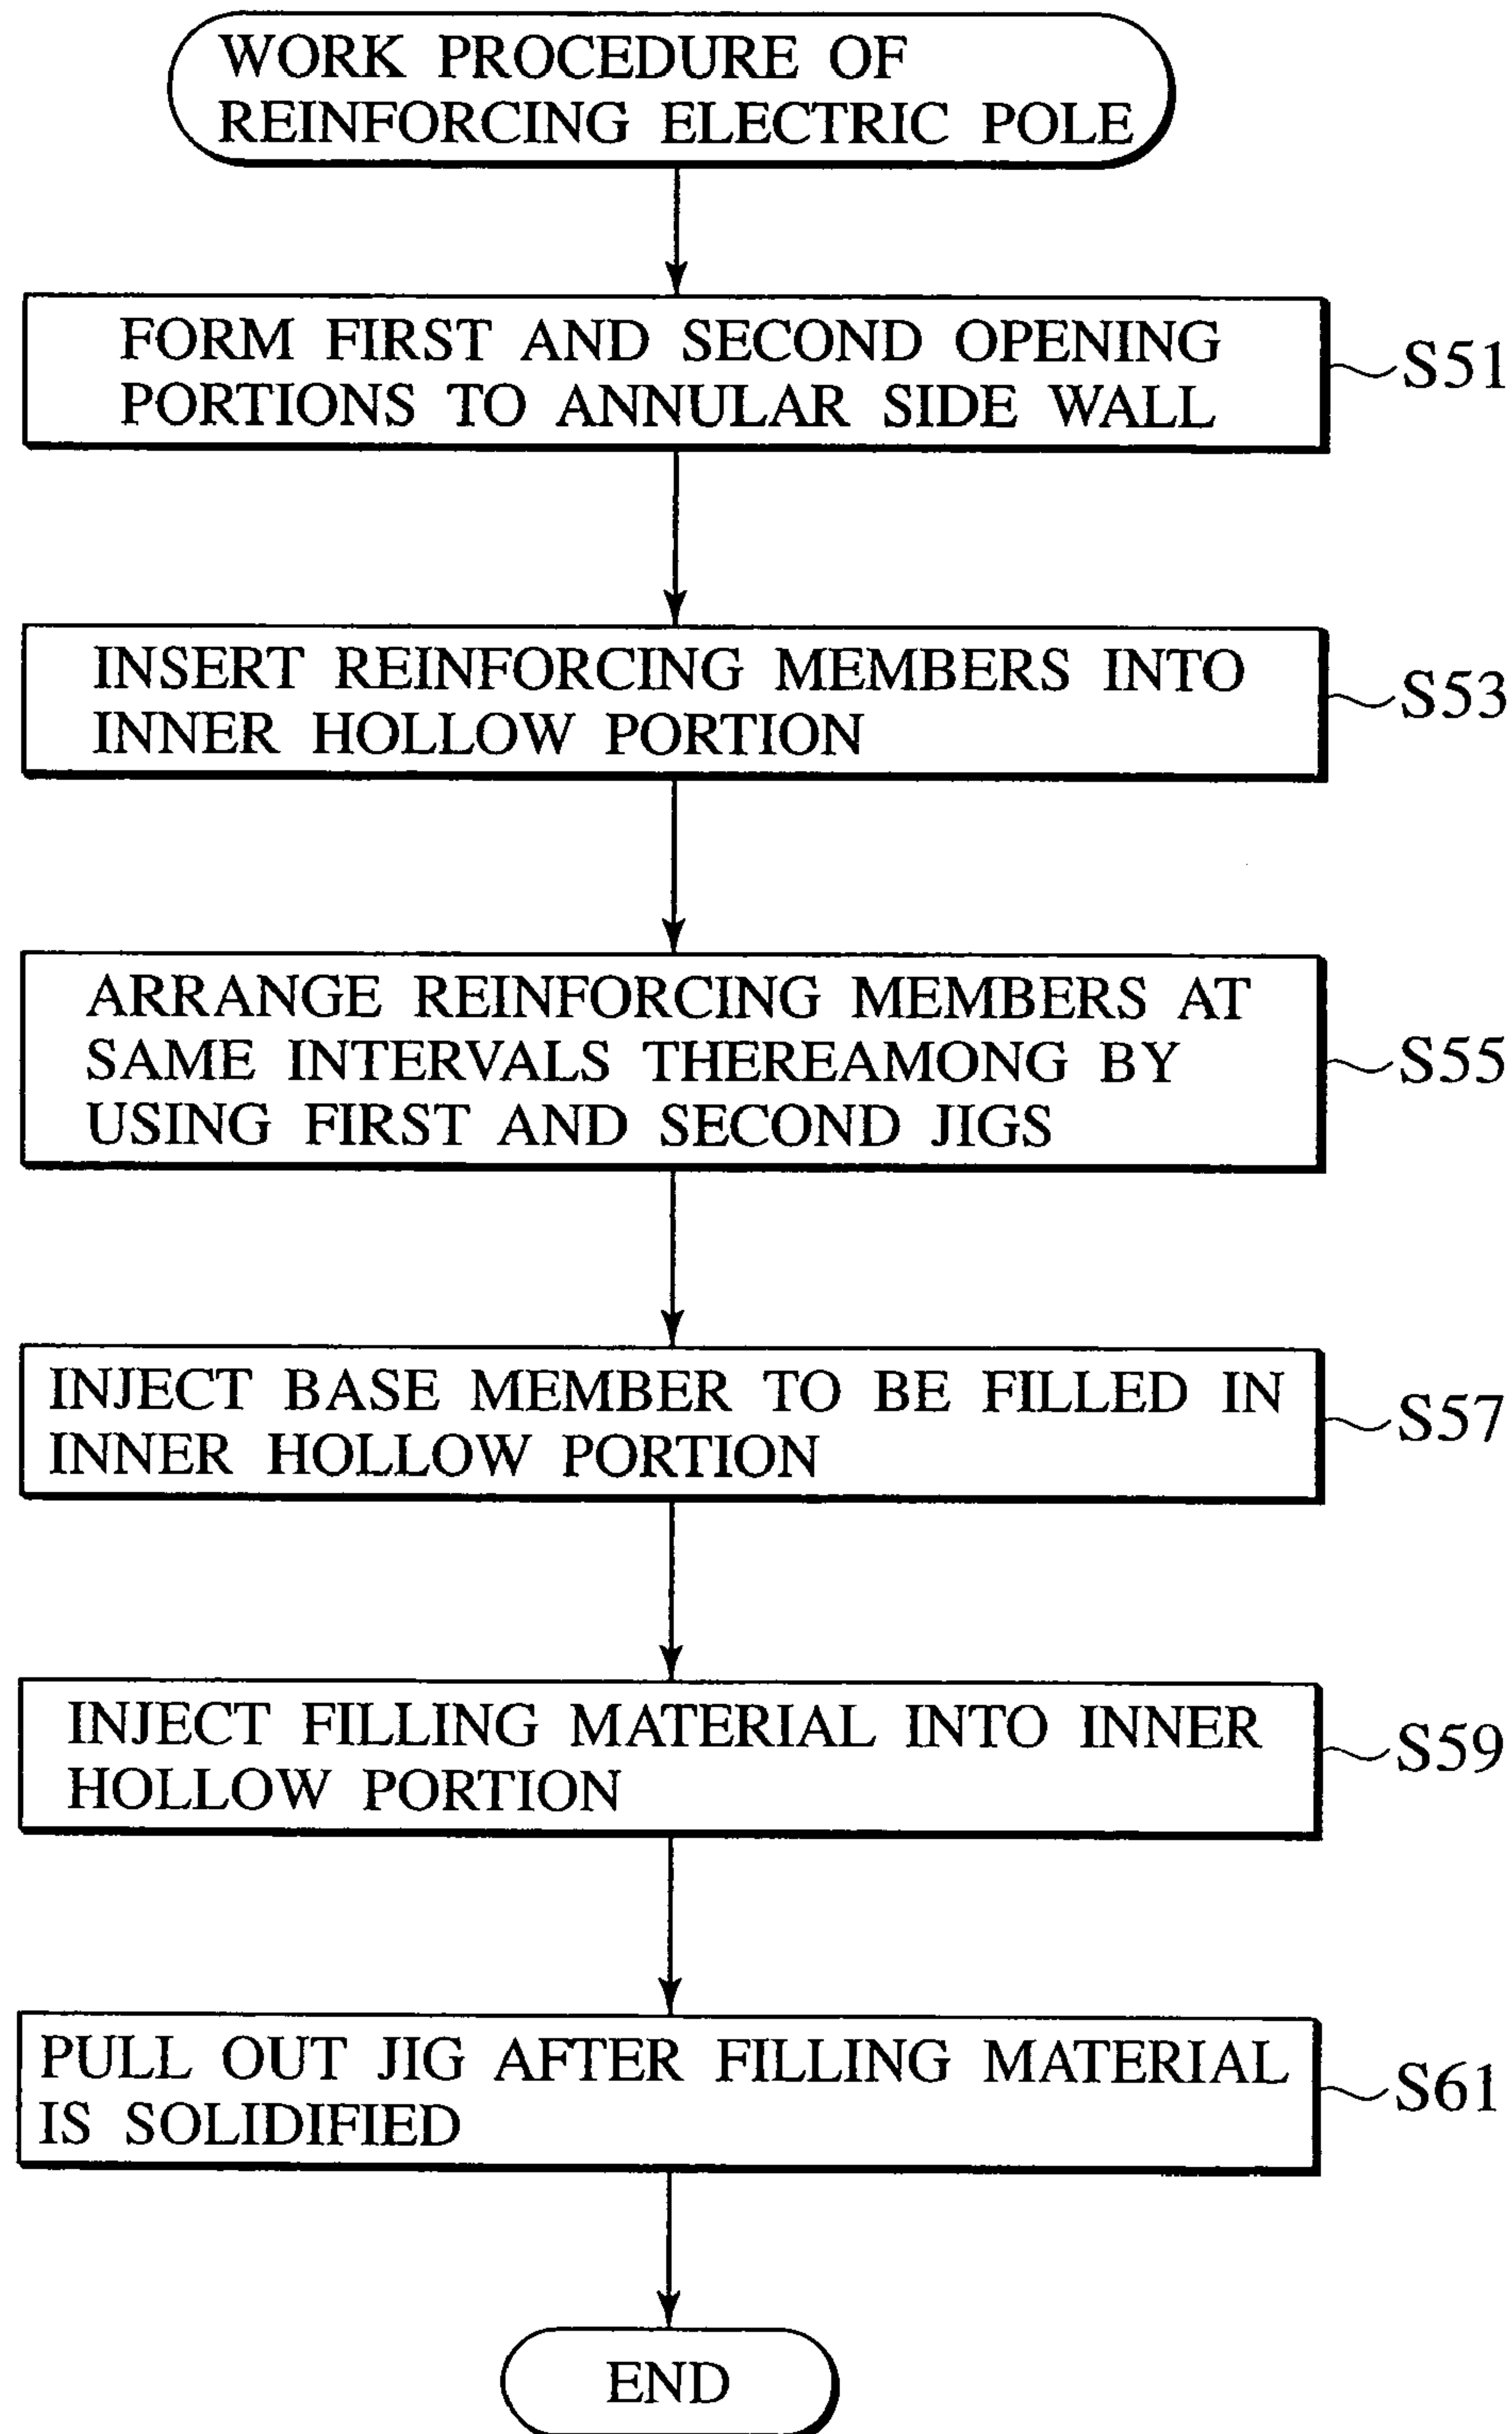 WORK PROCEDURE OF
REINFORCING ELECTRIC POLE
FORM FIRST AND SECOND OPENING
PORTIONS TO ANNULAR SIDE WALL
S51
INSERT REINFORCING MEMBERS INTO
INNER HOLLOW PORTION
S53
ARRANGE REINFORCING MEMBERS AT
SAME INTERVALS THEREAMONG BY
USING FIRST AND SECOND JIGS
S55
INJECT BASE MEMBER TO BE FILLED IN
INNER HOLLOW PORTION
S57
INJECT FILLING MATERIAL INTO INNER
HOLLOW PORTION
S59
PULL OUT JIG AFTER FILLING MATERIAL
IS SOLIDIFIED
S61
END